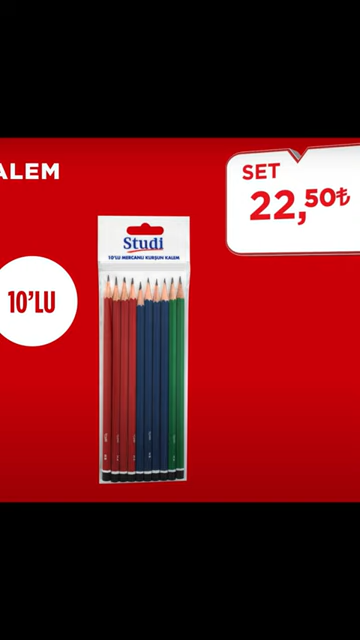 ALEM
SET
22,50₺
10'LU
Studi
10'LU MERCANLI KURŞUN KALEM